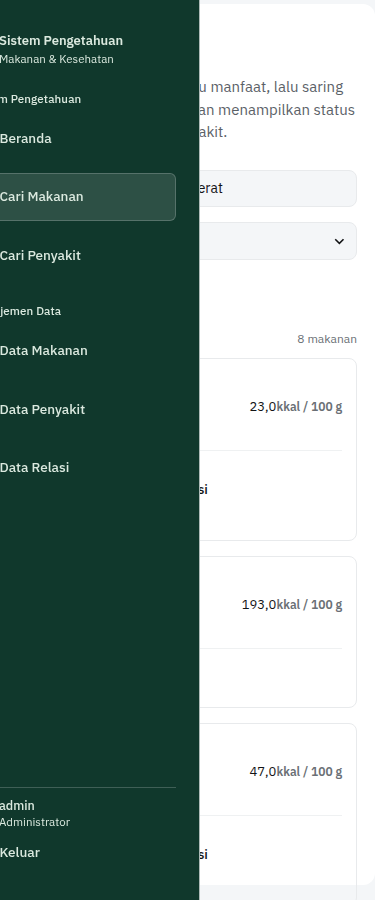 Sistem Pengetahuan
Makanan & Kesehatan
m Pengetahuan
Beranda
Cari Makanan
Cari Penyakit
jemen Data
Data Makanan
Data Penyakit
Data Relasi
admin
Administrator
Keluar
u manfaat, lalu saring
an menampilkan status
akit.
erat
8 makanan
23,0kkal / 100 g
si
193,0kkal / 100 g
47,0kkal / 100 g
si